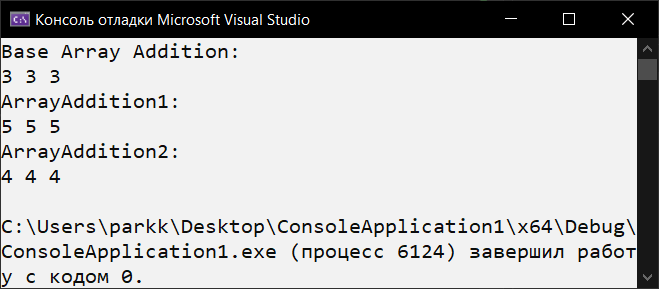 Консоль отладки Microsoft Visual Studio
Base Array Addition:
3 3 3
ArrayAddition1:
5 5 5
ArrayAddition2:
4 4 4
C:\Users\parkk\Desktop\ConsoleApplication1\x64\Debug\
ConsoleApplication1.exe (процесс 6124) завершил работ
у с кодом 0.